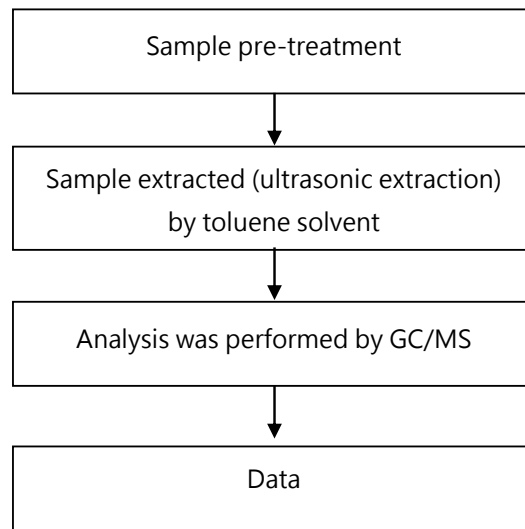 Sample pre-treatment
Sample extracted (ultrasonic extraction)
by toluene solvent
Analysis was performed by GC/MS
Data